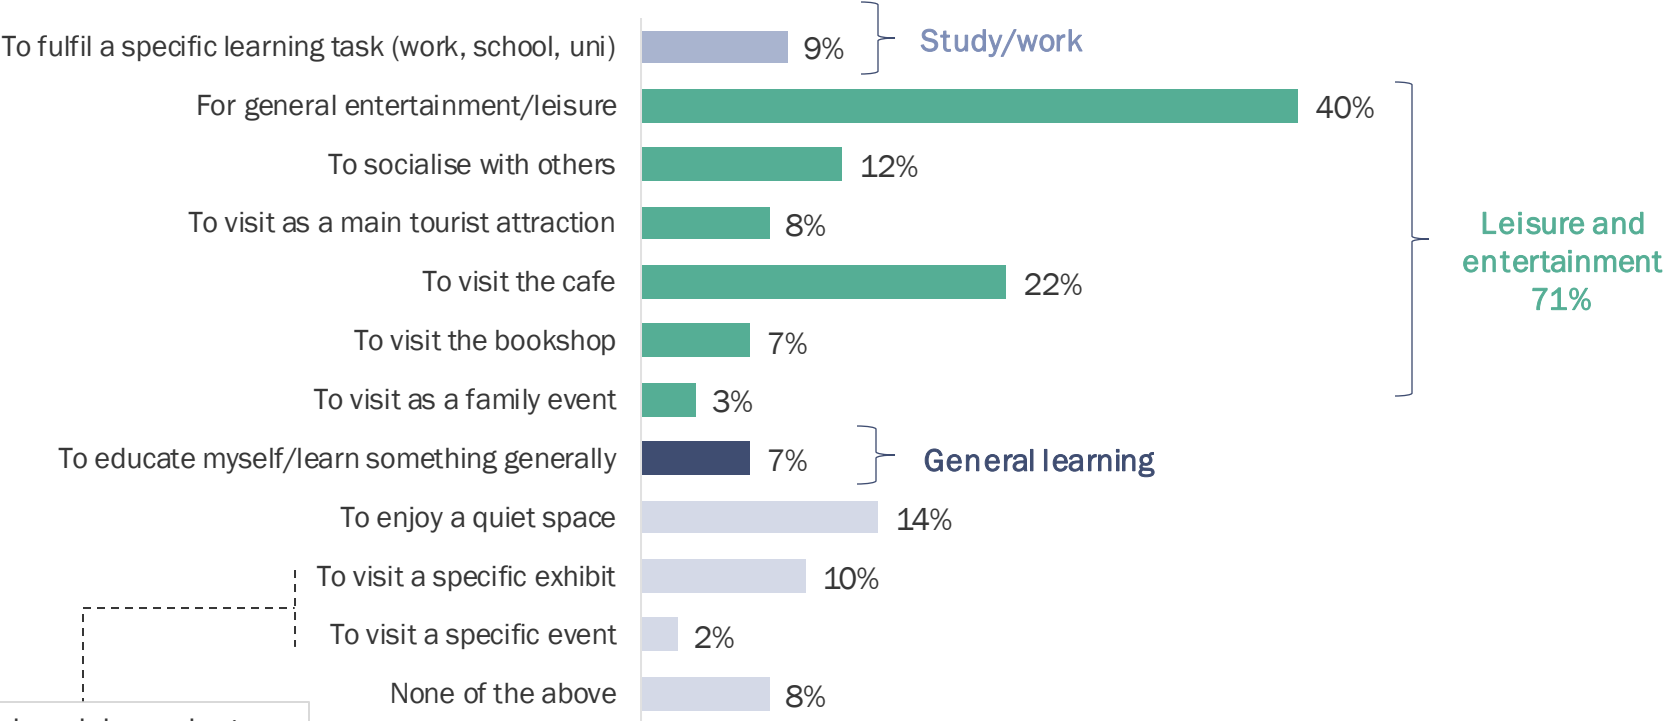 To fulfil a specific learning task (work, school, uni) 9% Study/work
For general entertainment/leisure 40%
To socialise with others 12%
To visit as a main tourist attraction 8%
To visit the cafe 22%
To visit the bookshop 7%
To visit as a family event 3%
Leisure and
entertainment
71%
To educate myself/learn something generally 7% General learning
To enjoy a quiet space 14%
To visit a specific exhibit 10%
To visit a specific event 2%
None of the above 8%